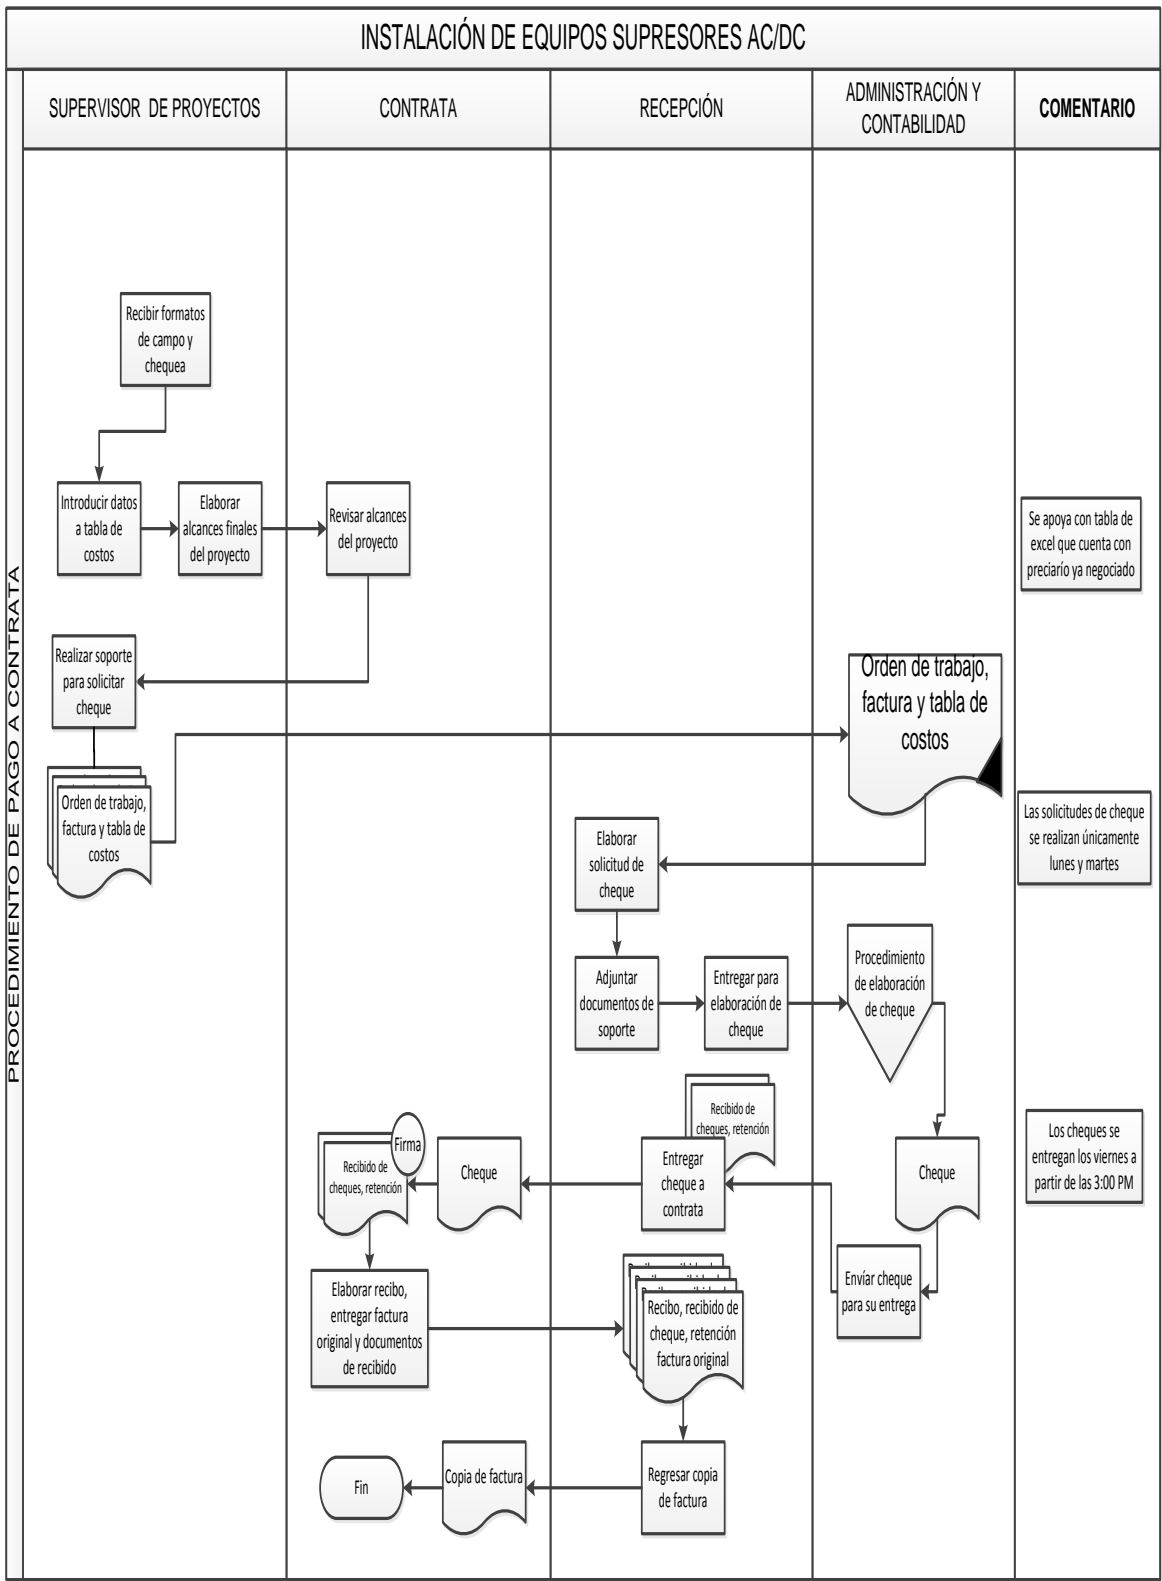 INSTALACIÓN DE EQUIPOS SUPRESORES AC/DC
PROCEDIMIENTO DE PAGO A CONTRATA
SUPERVISOR DE PROYECTOS
CONTRATA
RECEPCIÓN
ADMINISTRACIÓN Y
CONTABILIDAD
COMENTARIO
Recibir formatos
de campo y
chequea
Introducir datos
a tabla de
costos
Elaborar
alcances finales
del proyecto
Revisar alcances
del proyecto
Se apoya con tabla de
excel que cuenta con
preciarío ya negociado
Realizar soporte
para solicitar
cheque
Orden de trabajo,
factura y tabla de
costos
Orden de trabajo,
factura y tabla de
costos
Las solicitudes de cheque
se realizan únicamente
lunes y martes
Elaborar
solicitud de
cheque
Adjuntar
documentos de
soporte
Entregar para
elaboración de
cheque
Procedimiento
de elaboración
de cheque
Recibido de
cheques, retención
Entregar
cheque a
contrata
Cheque
Firma
Recibido de
cheques, retención
Cheque
Los cheques se
entregan los viernes a
partir de las 3:00 PM
Envíar cheque
para su entrega
Elaborar recibo,
entregar factura
original y documentos
de recibido
Recibo, recibido de
cheque, retención
factura original
Regresar copia
de factura
Copia de factura
Fin